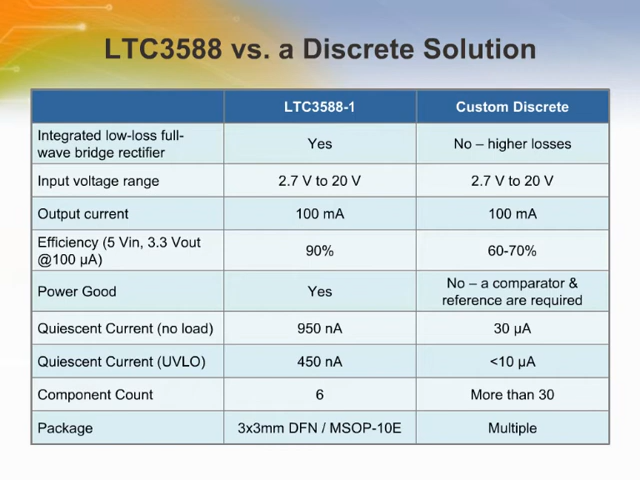 LTC3588 vs. a Discrete Solution
LTC3588-1 Custom Discrete
Integrated low-loss full-
wave bridge rectifier Yes No – higher losses
Input voltage range 2.7 V to 20 V 2.7 V to 20 V
Output current 100 mA 100 mA
Efficiency (5 Vin, 3.3 Vout
@100 µA) 90% 60-70%
Power Good Yes No – a comparator &
reference are required
Quiescent Current (no load) 950 nA 30 µA
Quiescent Current (UVLO) 450 nA <10 µA
Component Count 6 More than 30
Package 3x3mm DFN / MSOP-10E Multiple